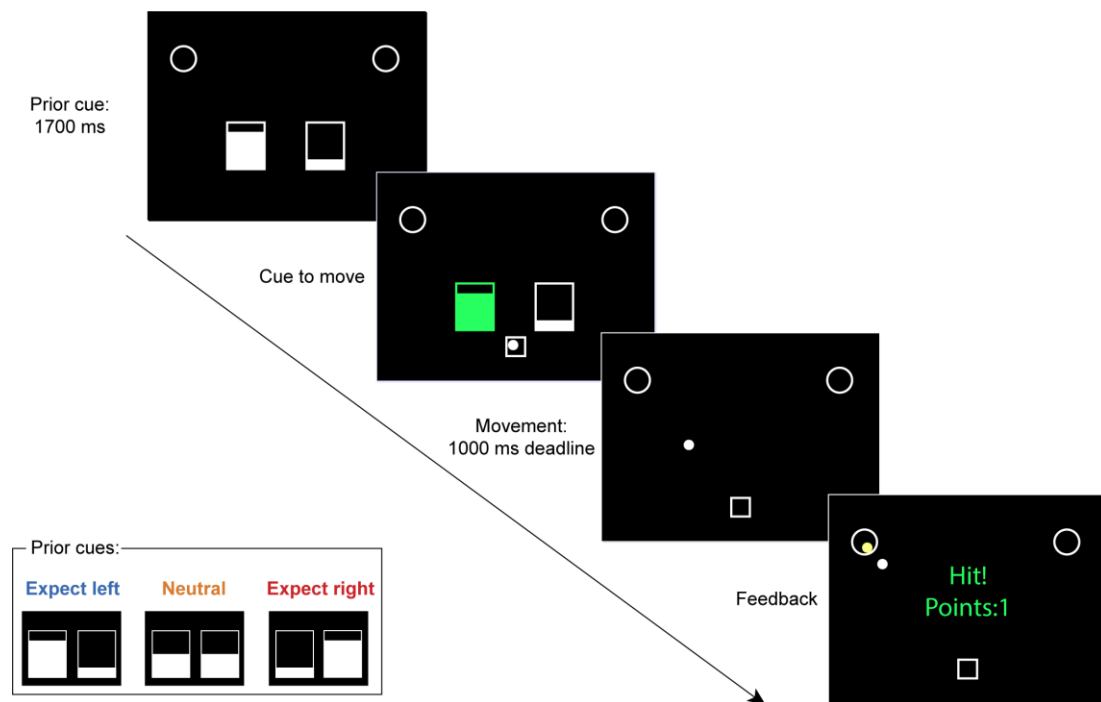 Prior cue:
1700 ms
Cue to move
Movement:
1000 ms deadline
Feedback
Hit!
Points:1
Prior cues:
Expect left
Neutral
Expect right